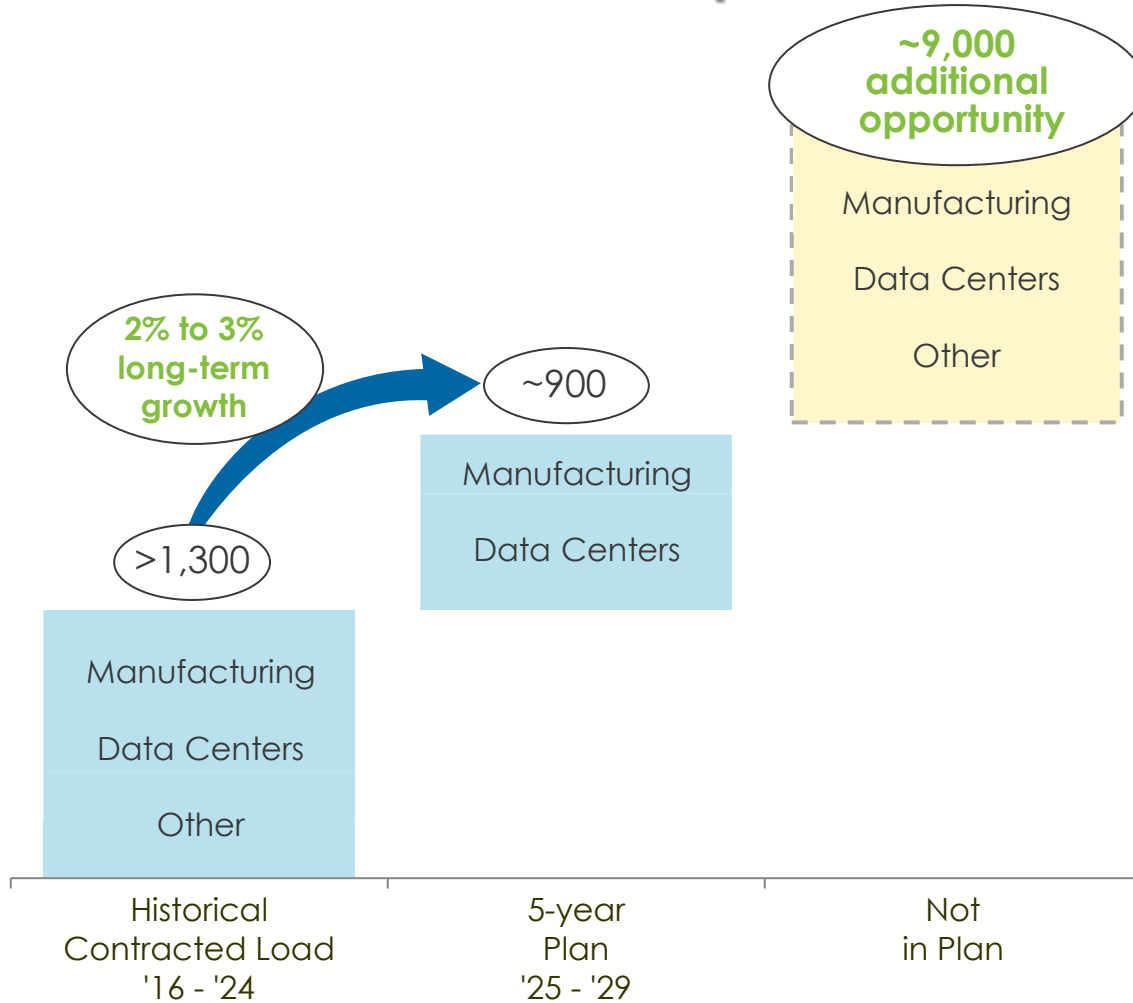 ~9,000
additional
opportunity
Manufacturing
Data Centers
Other
2% to 3%
long-term
growth
~900
Manufacturing
Data Centers
>1,300
Manufacturing
Data Centers
Other
Historical
Contracted Load
'16 - '24
5-year
Plan
'25 - '29
Not
in Plan